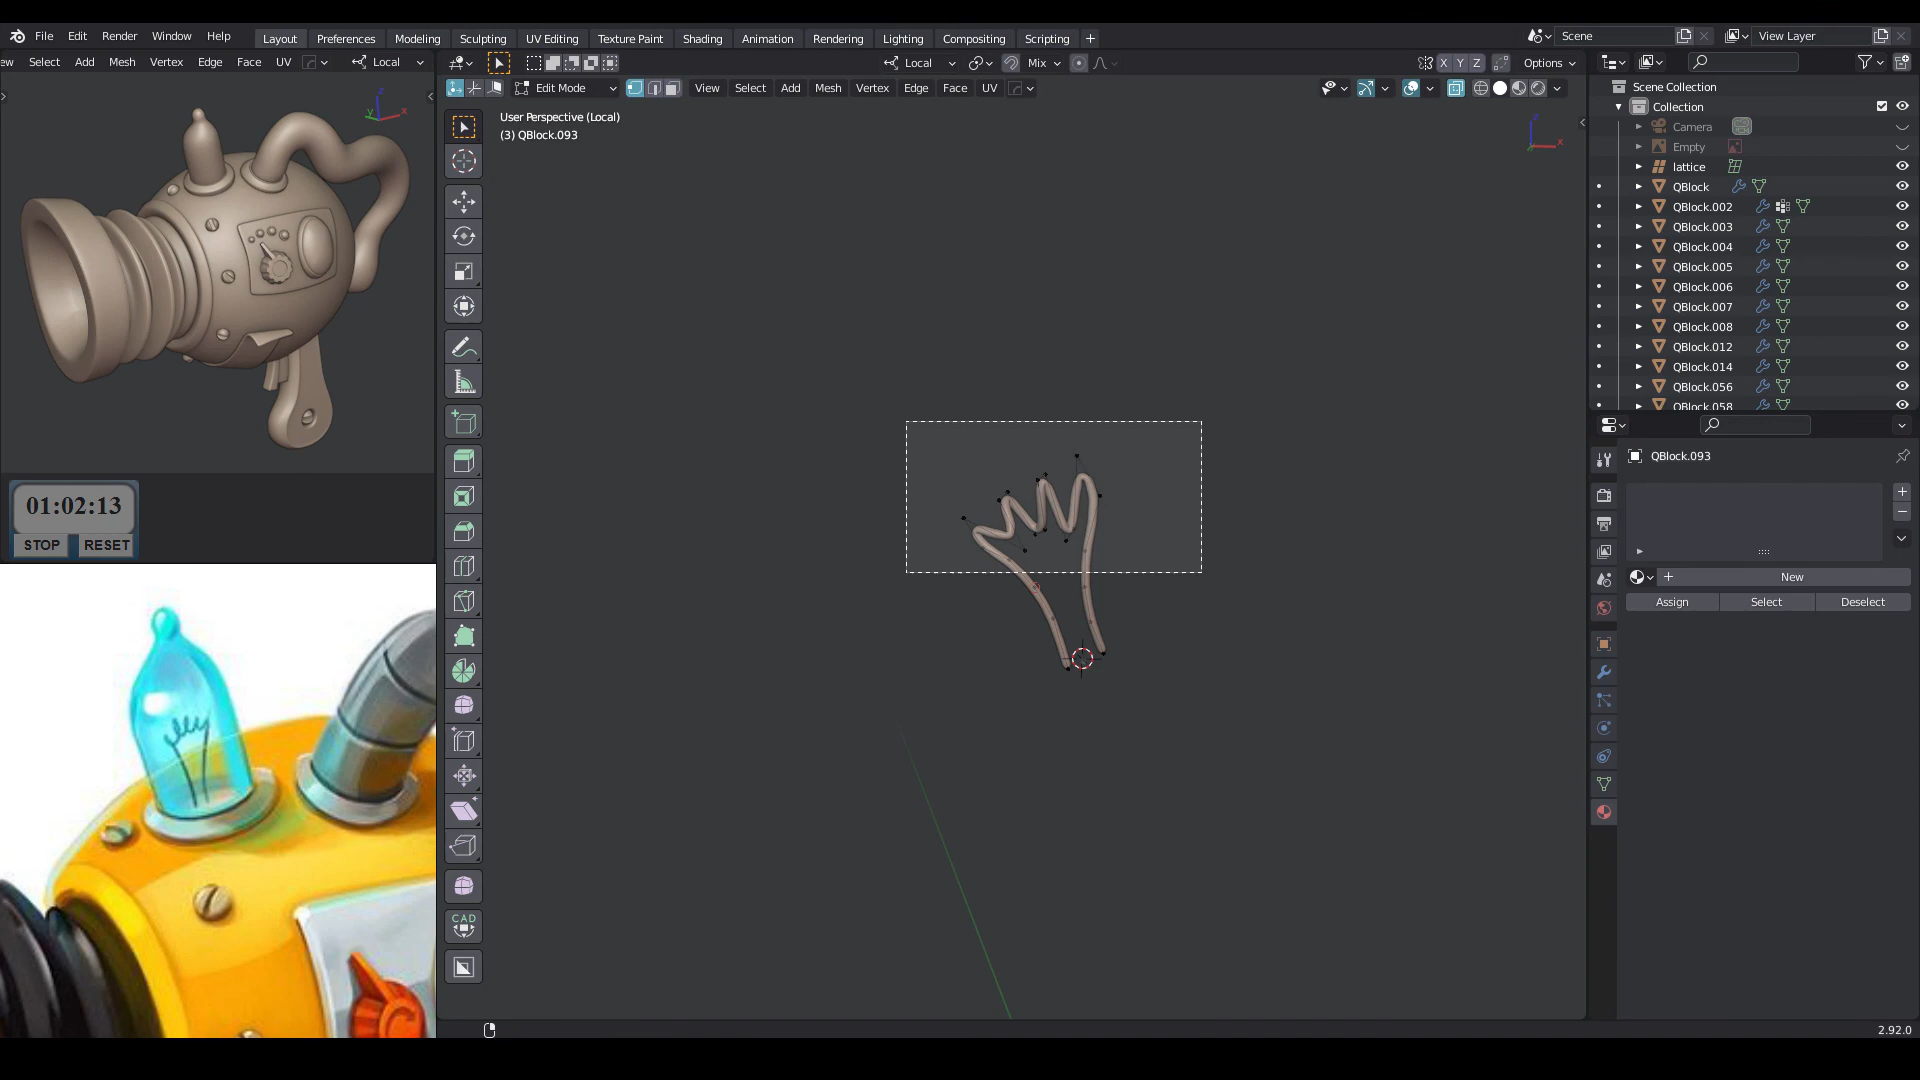 File Edit Render Window Help
Layout Preferences Modeling Sculpting UV Editing Texture Paint Shading Animation Rendering Lighting Compositing Scripting +
Scene
View Layer
ew Select Add Mesh Vertex Edge Face UV Local
Local Mix X Y Z Options
Edit Mode View Select Add Mesh Vertex Edge Face UV
User Perspective (Local)
(3) QBlock.093
z
x
y
Z
X
CAD
01:02:13
STOP RESET
Scene Collection
Collection
Camera
Empty
lattice
QBlock
QBlock.002
QBlock.003
QBlock.004
QBlock.005
QBlock.006
QBlock.007
QBlock.008
QBlock.012
QBlock.014
QBlock.056
QBlock.058
QBlock.093
New
Assign Select Deselect
2.92.0